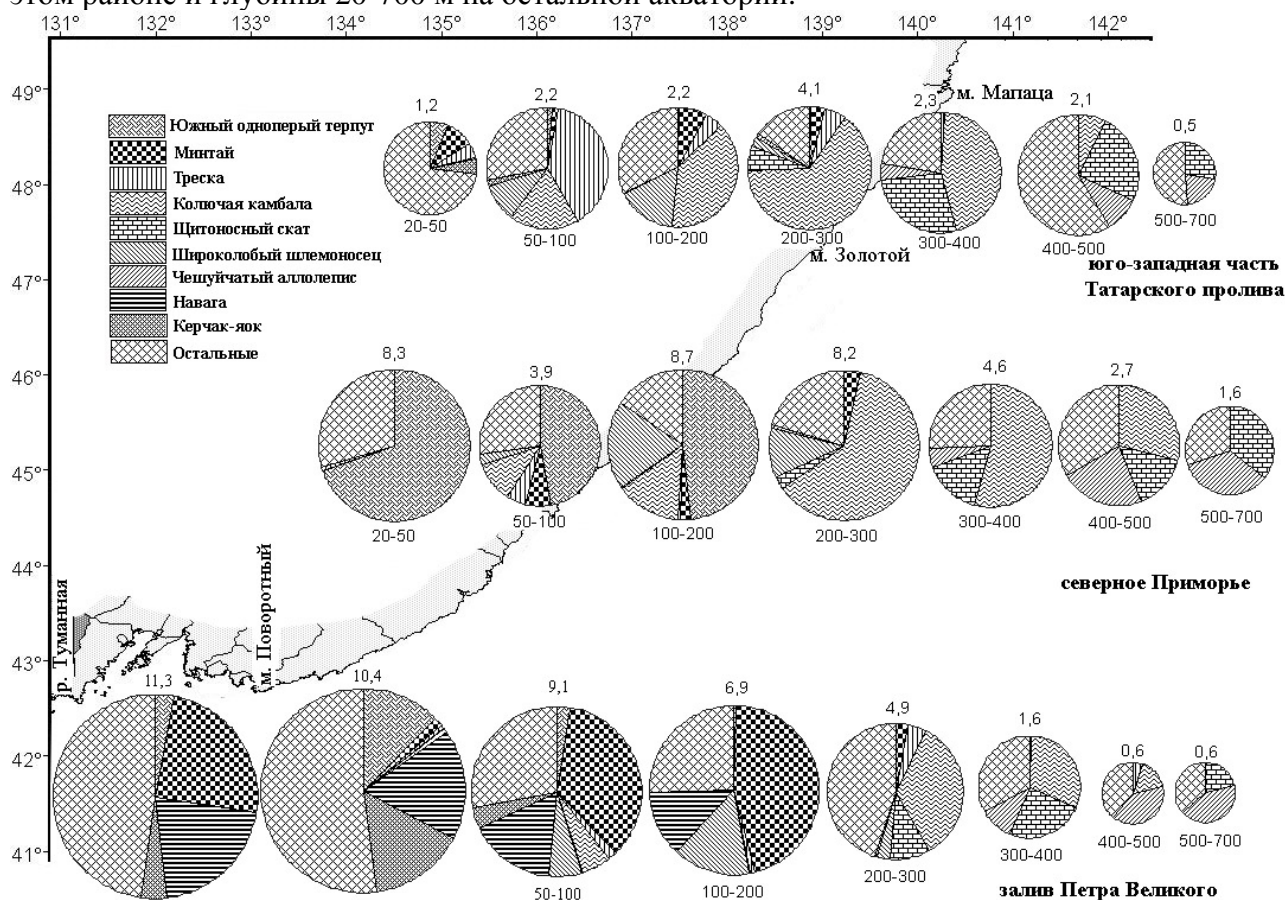 этом районе и глубины 20-700 м на остальной акватории.
131° 132° 133° 134° 135° 136° 137° 138° 139° 140° 141° 142°
49°
48°
47°
46°
45°
44°
43°
42°
41°
Южный одноперый терпуг
Минтай
Треска
Колючая камбала
Щитоносный скат
Широколобый шлемоносец
Чешуйчатый аллолепис
Навага
Керчак-яок
Остальные
м. Мапаца
1,2 2,2 2,2 4,1 2,3 2,1 0,5
20-50 50-100 100-200 200-300 300-400 400-500 500-700
м. Золотой
юго-западная часть
Татарского пролива
8,3 3,9 8,7 8,2 4,6 2,7 1,6
20-50 50-100 100-200 200-300 300-400 400-500 500-700
северное Приморье
р. Туманная
м. Поворотный
11,3 10,4 9,1 6,9 4,9 1,6 0,6 0,6
50-100 100-200 200-300 300-400 400-500 500-700
залив Петра Великого